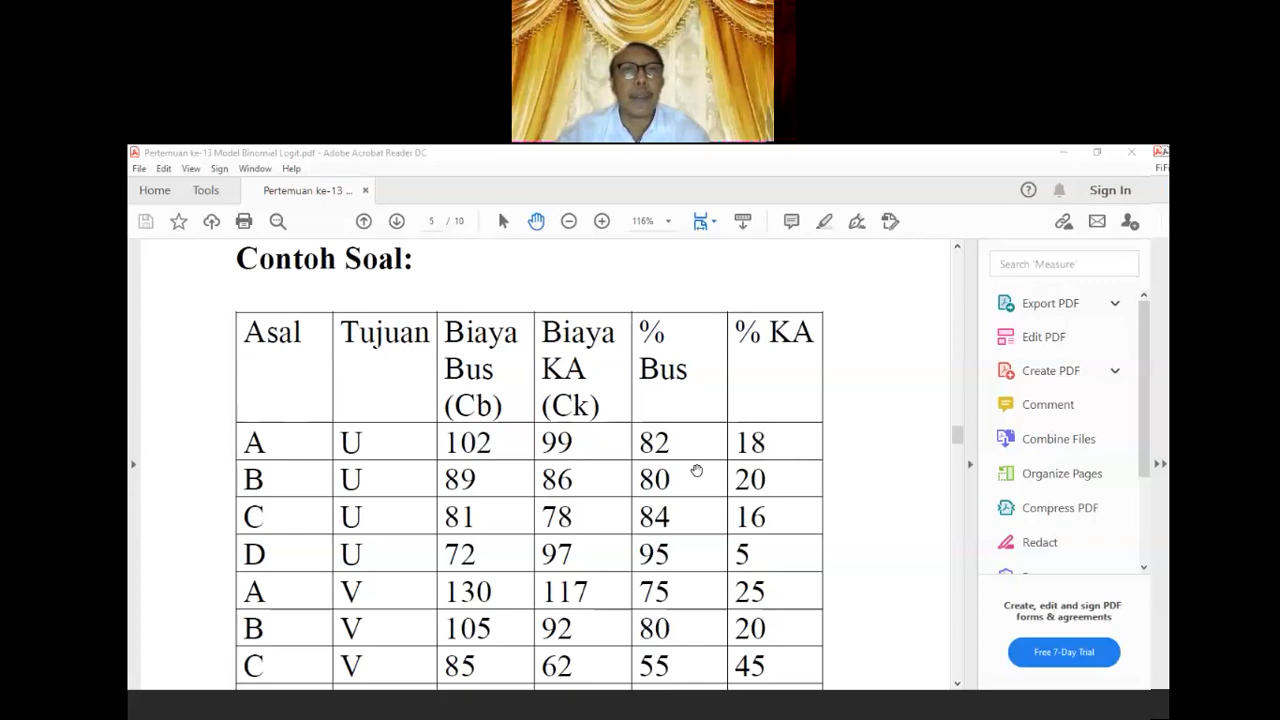 Pertemuan ke-13 Model Binomial Logit.pdf - Adobe Acrobat Reader DC
File Edit View Sign Window Help
FiFi
Home Tools Pertemuan ke-13 ... × Sign In
5 / 10 116%
Contoh Soal:
Asal Tujuan Biaya Bus (Cb) Biaya KA (Ck) % Bus % KA
A U 102 99 82 18
B U 89 86 80 20
C U 81 78 84 16
D U 72 97 95 5
A V 130 117 75 25
B V 105 92 80 20
C V 85 62 55 45
Search 'Measure'
Export PDF
Edit PDF
Create PDF
Comment
Combine Files
Organize Pages
Compress PDF
Redact
Create, edit and sign PDF
forms & agreements
Free 7-Day Trial